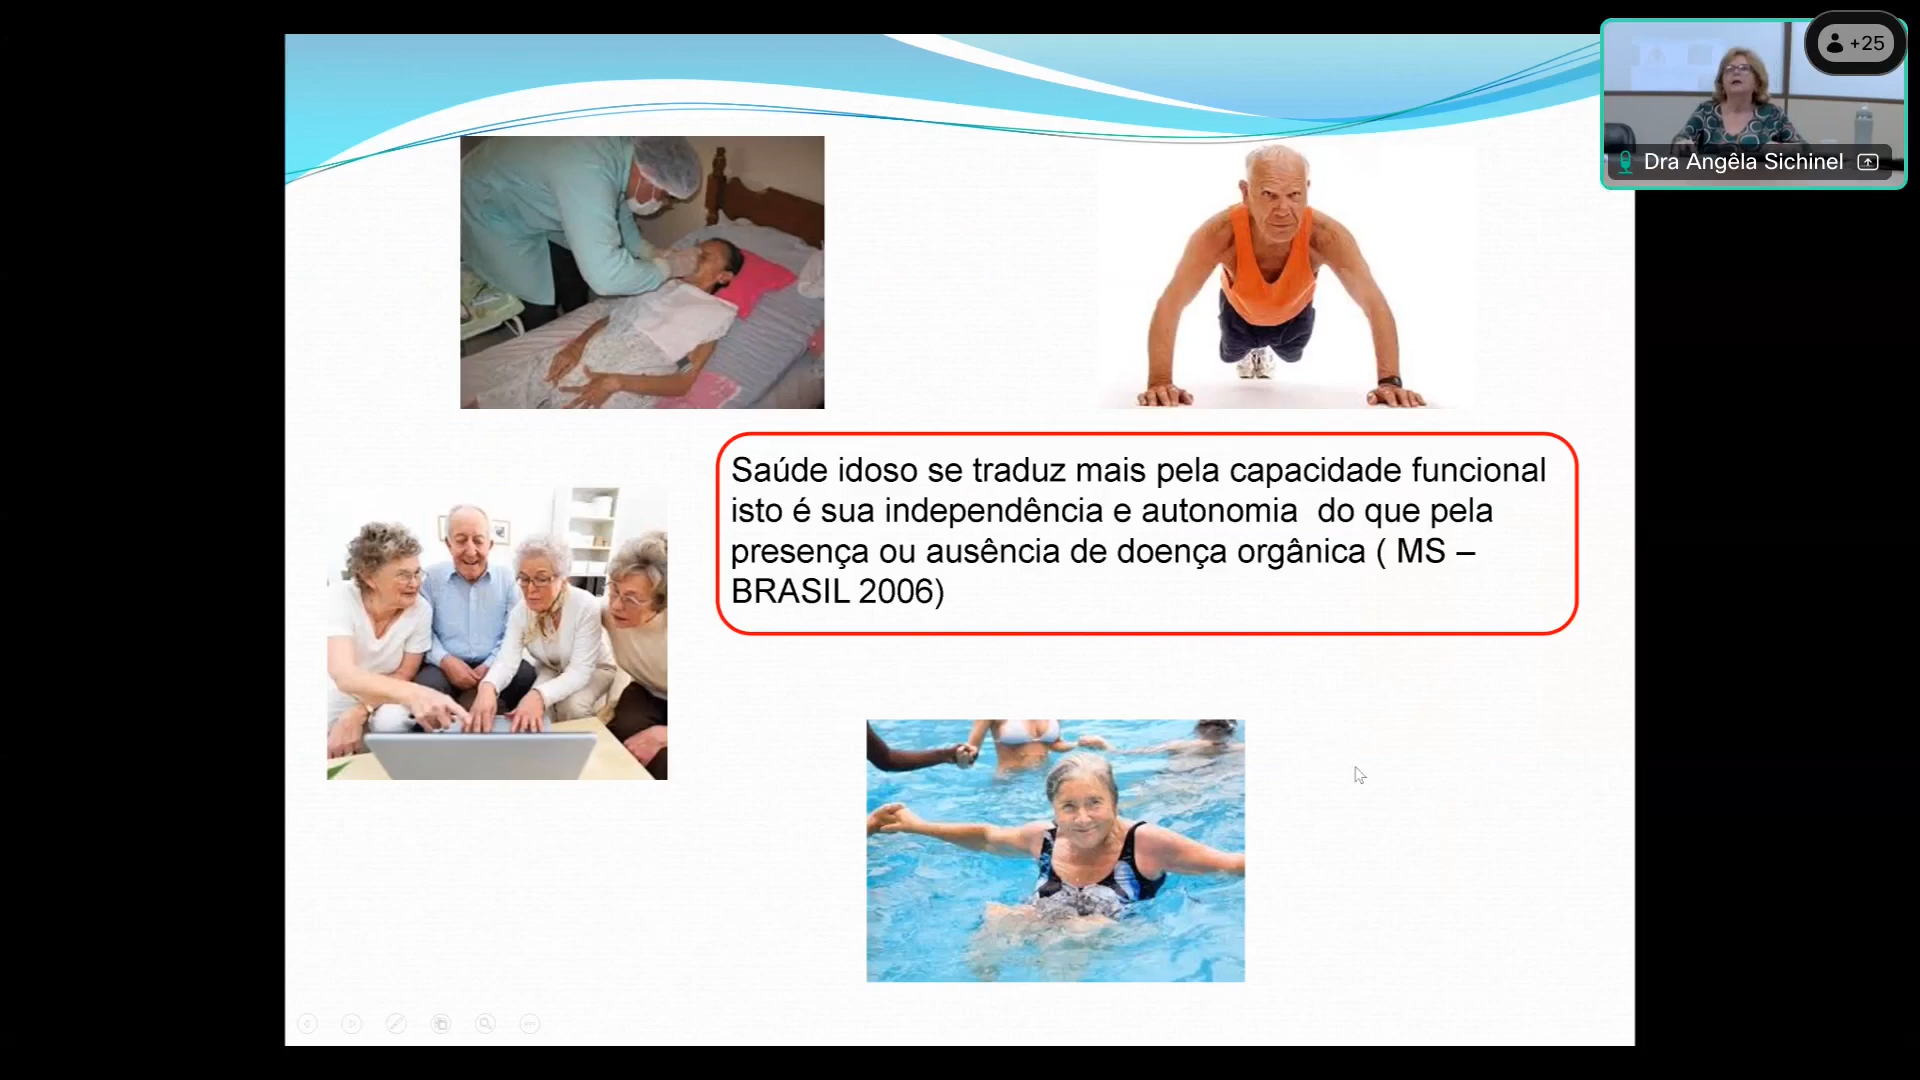 +25
Dra Angêla Sichinel
Saúde idoso se traduz mais pela capacidade funcional
isto é sua independência e autonomia  do que pela
presença ou ausência de doença orgânica ( MS –
BRASIL 2006)